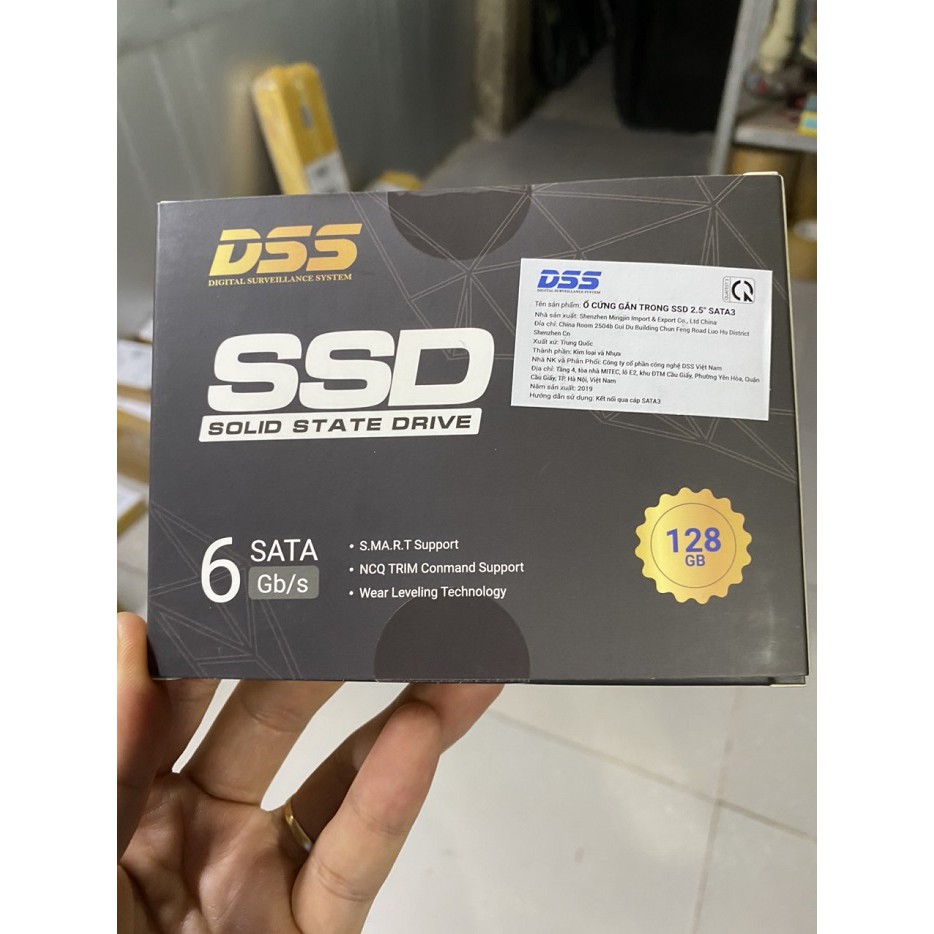 DSS
DIGITAL SURVEILLANCE SYSTEM
SSD
SOLID STATE DRIVE
6 SATA
Gb/s
• S.MA.R.T Support
• NCQ TRIM Conmand Support
• Wear Leveling Technology
128
GB
DSS
DIGITAL SURVEILLANCE SYSTEM
Tên sản phẩm: Ổ CỨNG GẮN TRONG SSD 2.5" SATA3
Nhà sản xuất: Shenzhen Mingjin Import & Export Co., Ltd China
Địa chỉ: China Room 2504b Gui Du Building Chun Feng Road Luo Hu District
Shenzhen Cn
Xuất xứ: Trung Quốc
Thành phần: Kim loại và Nhựa
Nhà NK và Phân Phối: Công ty cổ phần công nghệ DSS Việt Nam
Địa chỉ: Tầng 4, tòa nhà MITEC, lô E2, khu ĐTM Cầu Giấy, Phường Yên Hòa, Quận
Cầu Giấy, TP. Hà Nội, Việt Nam
Năm sản xuất: 2019
Hướng dẫn sử dụng: Kết nối qua cáp SATA3